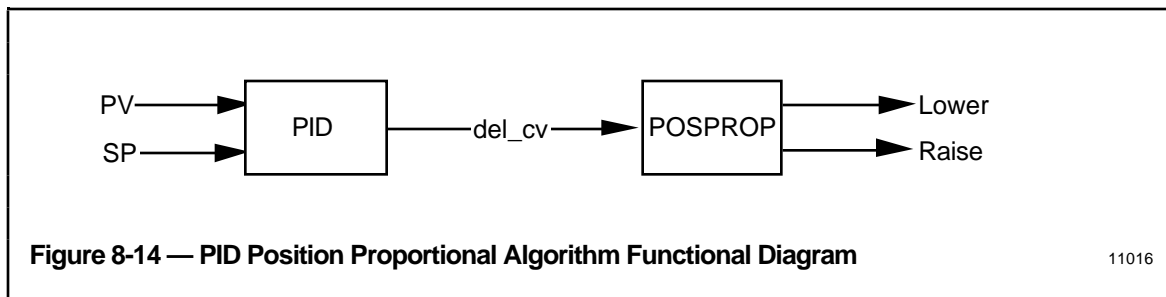 PV
SP
PID
del_cv
POSPROP
Lower
Raise
Figure 8-14 — PID Position Proportional Algorithm Functional Diagram
11016